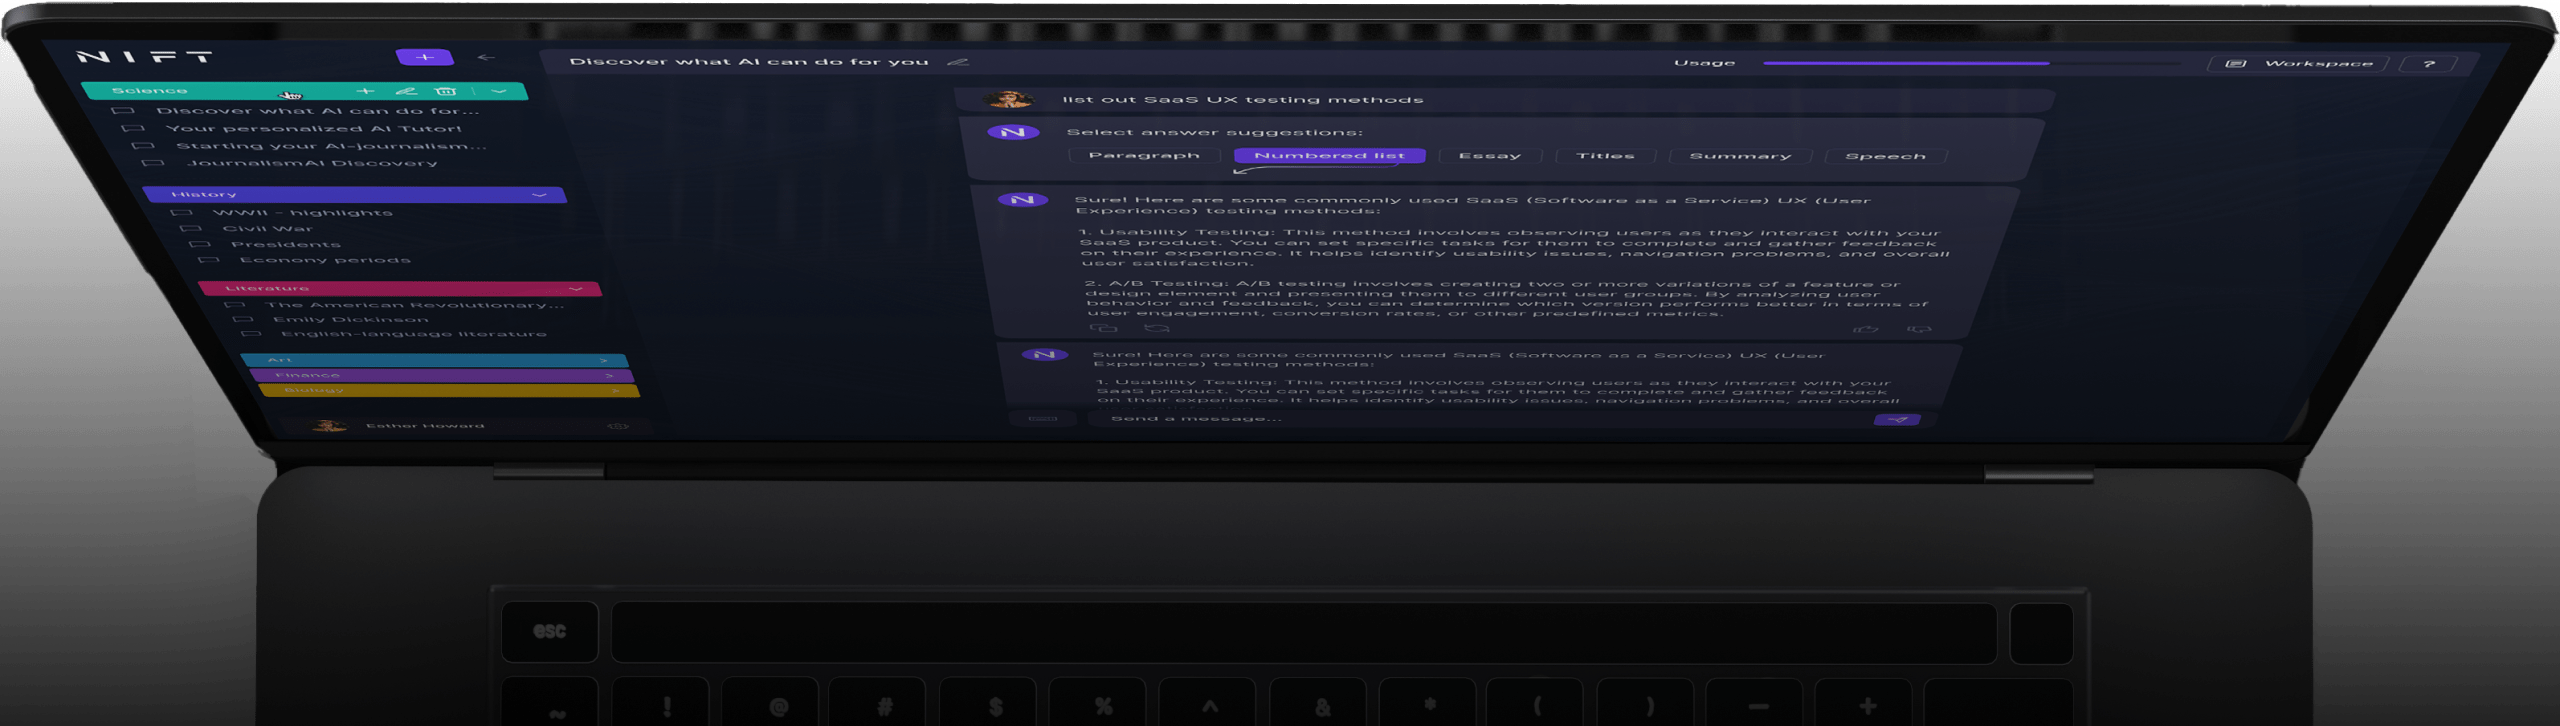 NIFT
Discover what AI can do for you
Usage
Workspace
?
Science
Discover what AI can do for...
Your personalized AI Tutor!
Starting your AI-journalism...
JournalismAI Discovery
History
WWII - highlights
Civil War
Presidents
Econony periods
Literature
The American Revolutionary...
Emily Dickinson
English-language literature
Art
Finance
Biology
Esther Howard
list out SaaS UX testing methods
Select answer suggestions:
Paragraph
Numbered list
Essay
Titles
Summary
Speech
Sure! Here are some commonly used SaaS (Software as a Service) UX (User
Experience) testing methods:
1. Usability Testing: This method involves observing users as they interact with your
SaaS product. You can set specific tasks for them to complete and gather feedback
on their experience. It helps identify usability issues, navigation problems, and overall
user satisfaction.
2. A/B Testing: A/B testing involves creating two or more variations of a feature or
design element and presenting them to different user groups. By analyzing user
behavior and feedback, you can determine which version performs better in terms of
user engagement, conversion rates, or other predefined metrics.
Sure! Here are some commonly used SaaS (Software as a Service) UX (User
Experience) testing methods:
1. Usability Testing: This method involves observing users as they interact with your
SaaS product. You can set specific tasks for them to complete and gather feedback
on their experience. It helps identify usability issues, navigation problems, and overall
Send a message...
esc
~ ! @ # $ % ^ & * ( ) — +